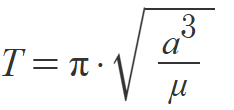 T = π · √(a³/μ)